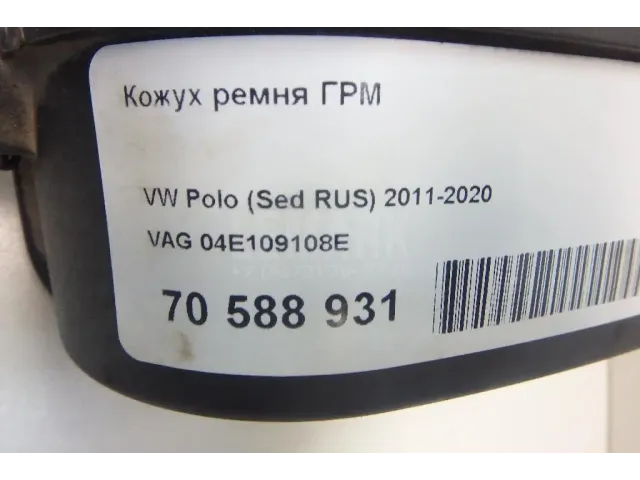 Кожух ремня ГРМ
VW Polo (Sed RUS) 2011-2020
VAG 04E109108E
70 588 931